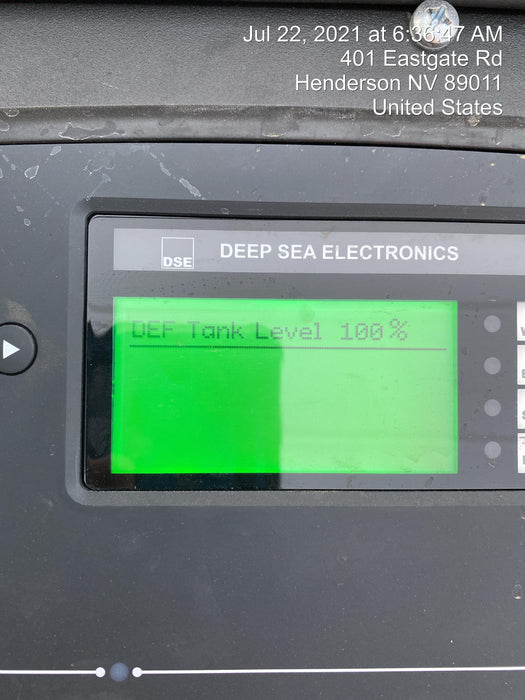 Jul 22, 2021 at 6:36:47 AM
401 Eastgate Rd
Henderson NV 89011
United States
DSE
DEEP SEA ELECTRONICS
DEF Tank Level 100%